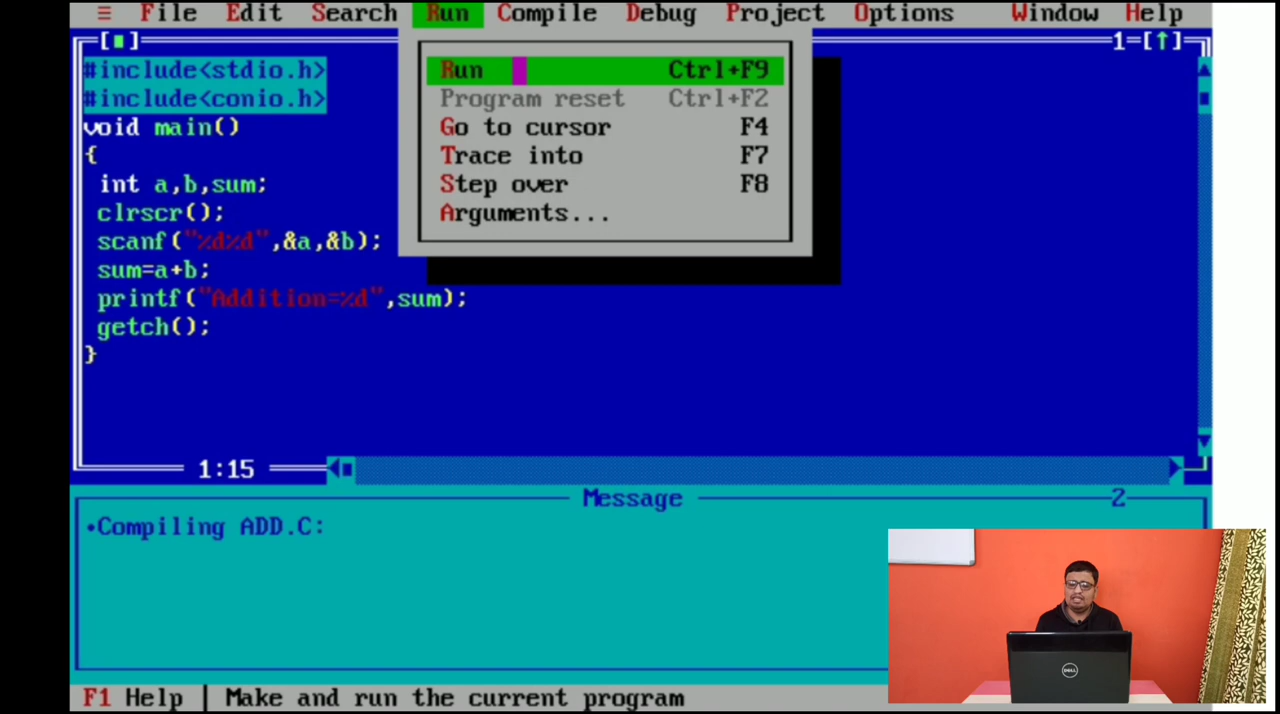 ≡ File Edit Search Run Compile Debug Project Options Window Help
[■] 1=[↑]
#include<stdio.h>
#include<conio.h>
void main()
{
int a,b,sum;
clrscr();
scanf("%d%d",&a,&b);
sum=a+b;
printf("Addition=%d",sum);
getch();
}
Run Ctrl+F9
Program reset Ctrl+F2
Go to cursor F4
Trace into F7
Step over F8
Arguments...
1:15
Message 2
•Compiling ADD.C:
F1 Help | Make and run the current program
DELL